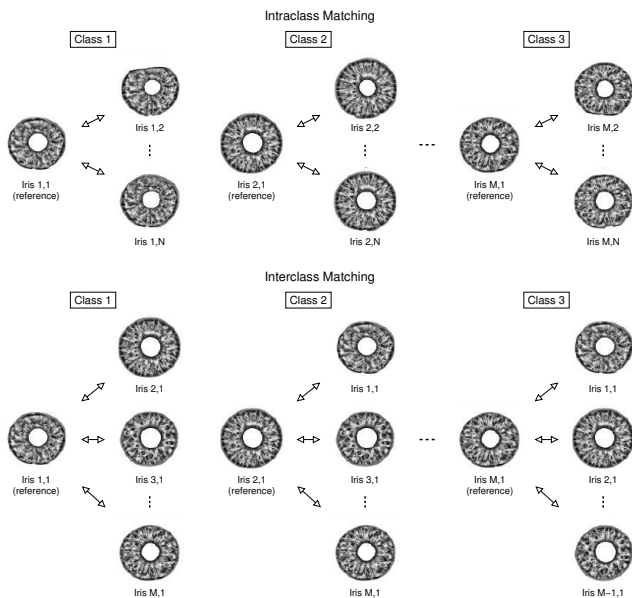 Intraclass Matching
Class 1
Class 2
Class 3
Iris 1,2
Iris 2,2
Iris M,2
Iris 1,1
(reference)
Iris 2,1
(reference)
Iris M,1
(reference)
Iris 1,N
Iris 2,N
Iris M,N
Interclass Matching
Class 1
Class 2
Class 3
Iris 2,1
Iris 1,1
Iris 1,1
Iris 1,1
(reference)
Iris 3,1
Iris 2,1
(reference)
Iris 3,1
Iris M,1
(reference)
Iris 2,1
Iris M,1
Iris M,1
Iris M−1,1